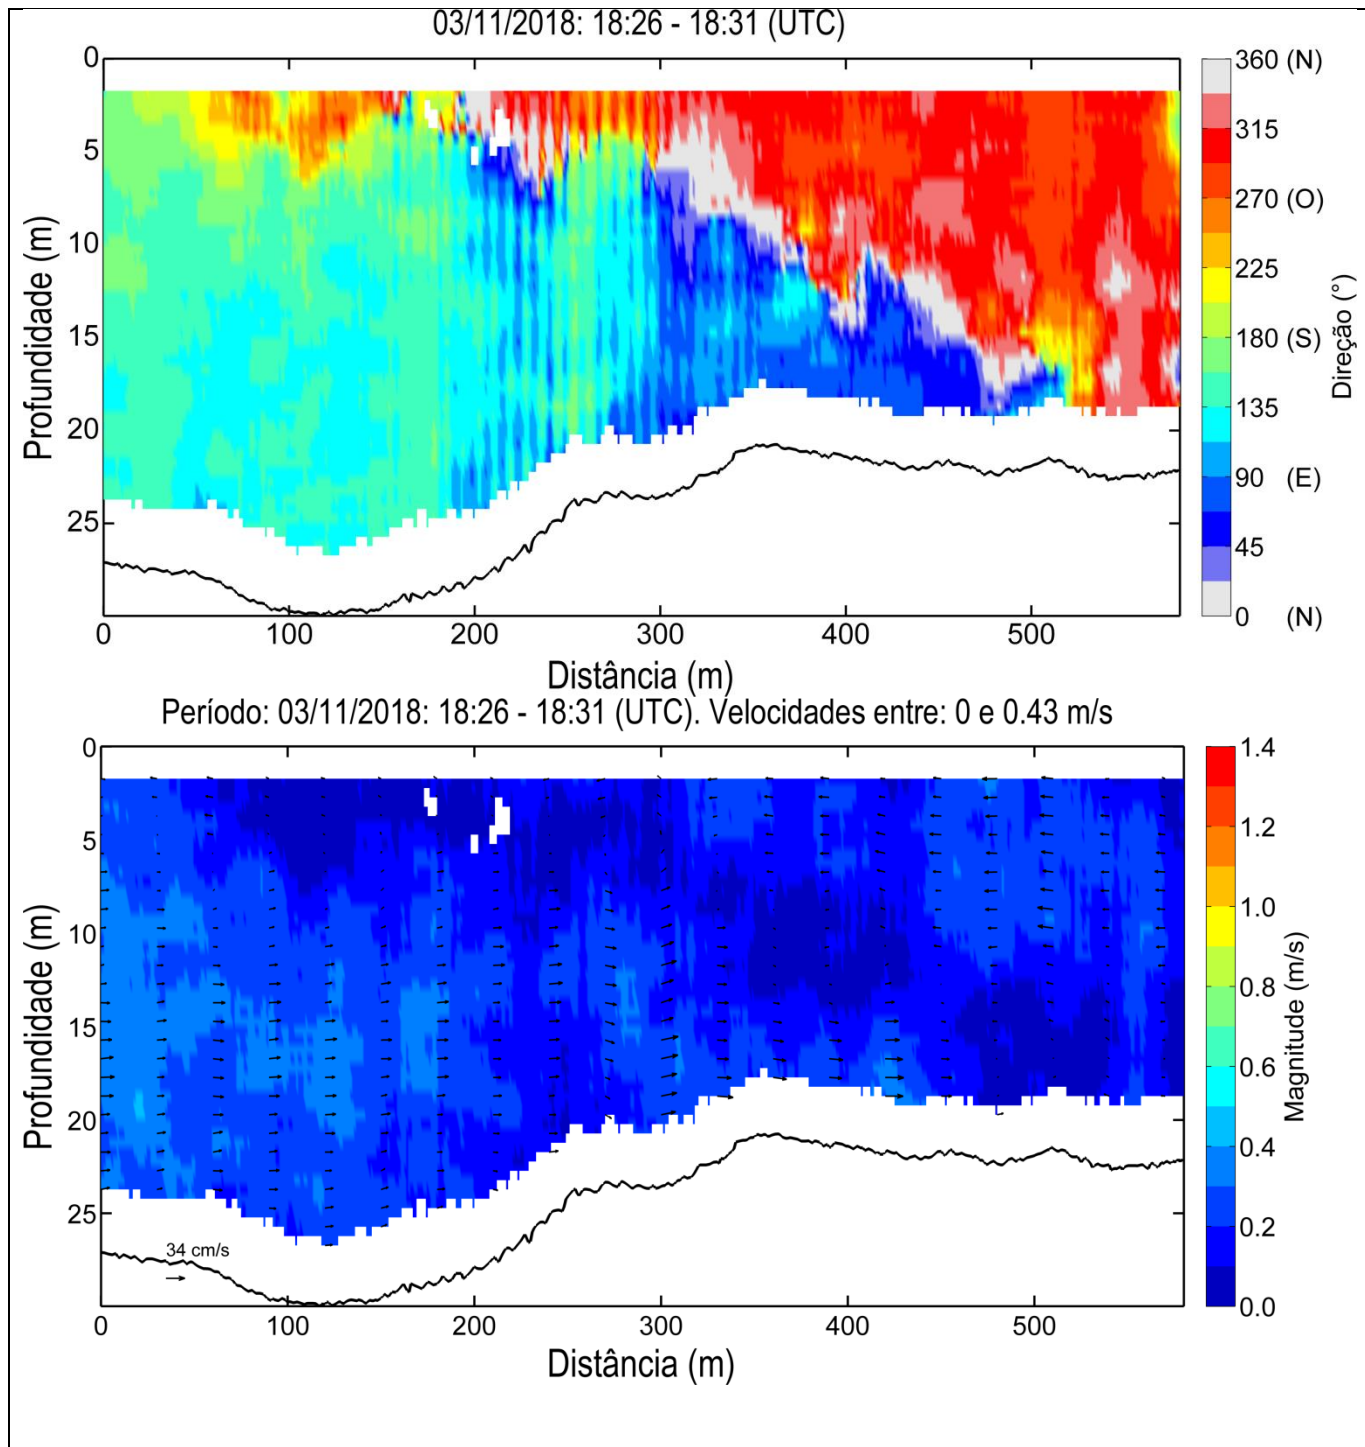 03/11/2018: 18:26 - 18:31 (UTC)
0
5
10
15
20
25
Profundidade (m)
0 100 200 300 400 500
Distância (m)
360 (N)
315
270 (O)
225
180 (S)
135
90 (E)
45
0 (N)
Direção (°)
Período: 03/11/2018: 18:26 - 18:31 (UTC). Velocidades entre: 0 e 0.43 m/s
0
5
10
15
20
25
Profundidade (m)
34 cm/s
0 100 200 300 400 500
Distância (m)
1.4
1.2
1.0
0.8
0.6
0.4
0.2
0.0
Magnitude (m/s)